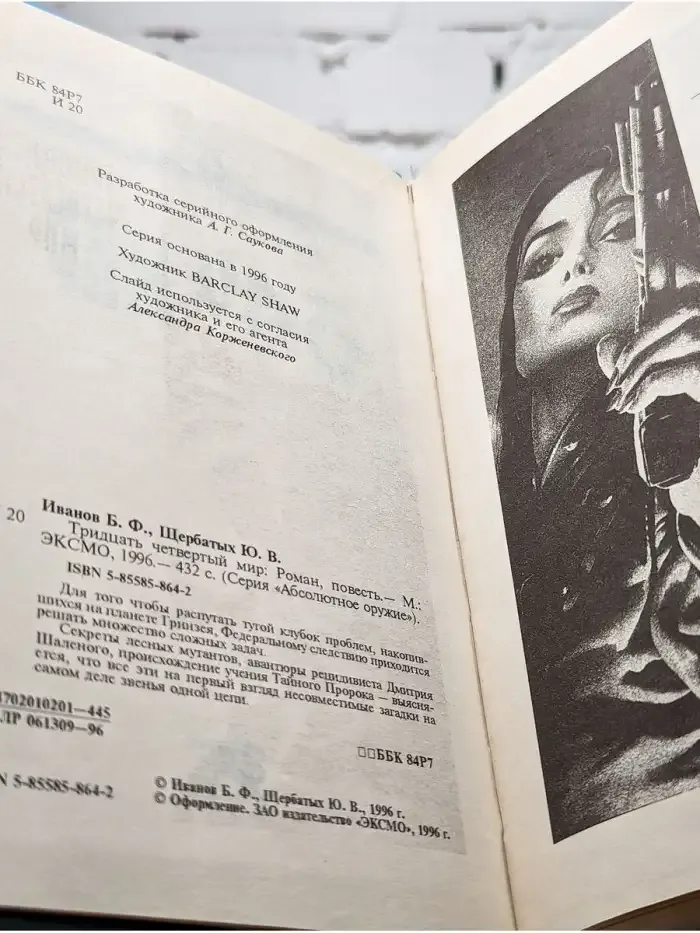 ББК 84Р7
И 20
Разработка серийного оформления
художника А. Г. Саукова
Серия основана в 1996 году
Художник BARCLAY SHAW
Слайд используется с согласия
художника и его агента
Александра Корженевского
20
Иванов Б. Ф., Щербатых Ю. В.
Тридцать четвертый мир: Роман, повесть.— М.:
ЭКСМО, 1996.— 432 с. (Серия «Абсолютное оружие»).
ISBN 5-85585-864-2
Для того чтобы распутать тугой клубок проблем, накопив-
шихся на планете Гринзея, Федеральному следствию приходится
решать множество сложных задач.
Секреты лесных мутантов, авантюры рецидивиста Дмитрия
Шаленого, происхождение учения Тайного Пророка — выясня-
ется, что все эти на первый взгляд несовместимые загадки на
самом деле звенья одной цепи.
4702010201—445
ЛР 061309—96
□□ББК 84Р7
N 5-85585-864-2
© Иванов Б. Ф., Щербатых Ю. В., 1996 г.
© Оформление. ЗАО издательство «ЭКСМО», 1996 г.